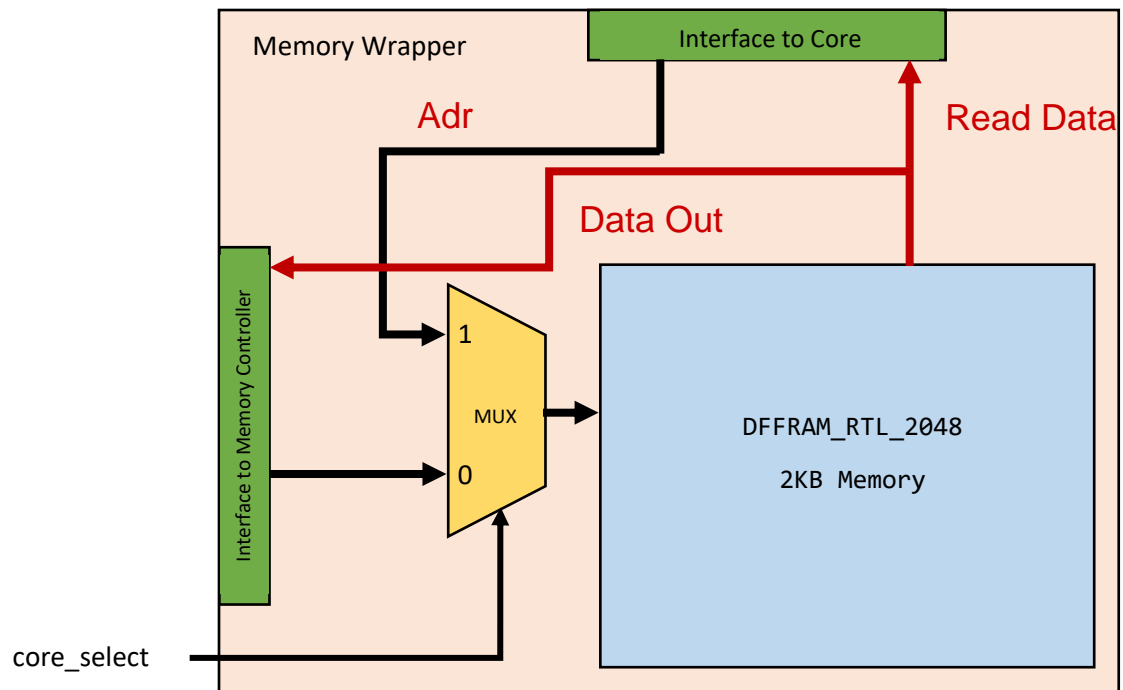 Interface to Core
Memory Wrapper
Adr
Read Data
Data Out
Interface to Memory Controller
1
MUX
0
DFFRAM_RTL_2048
2KB Memory
core_select